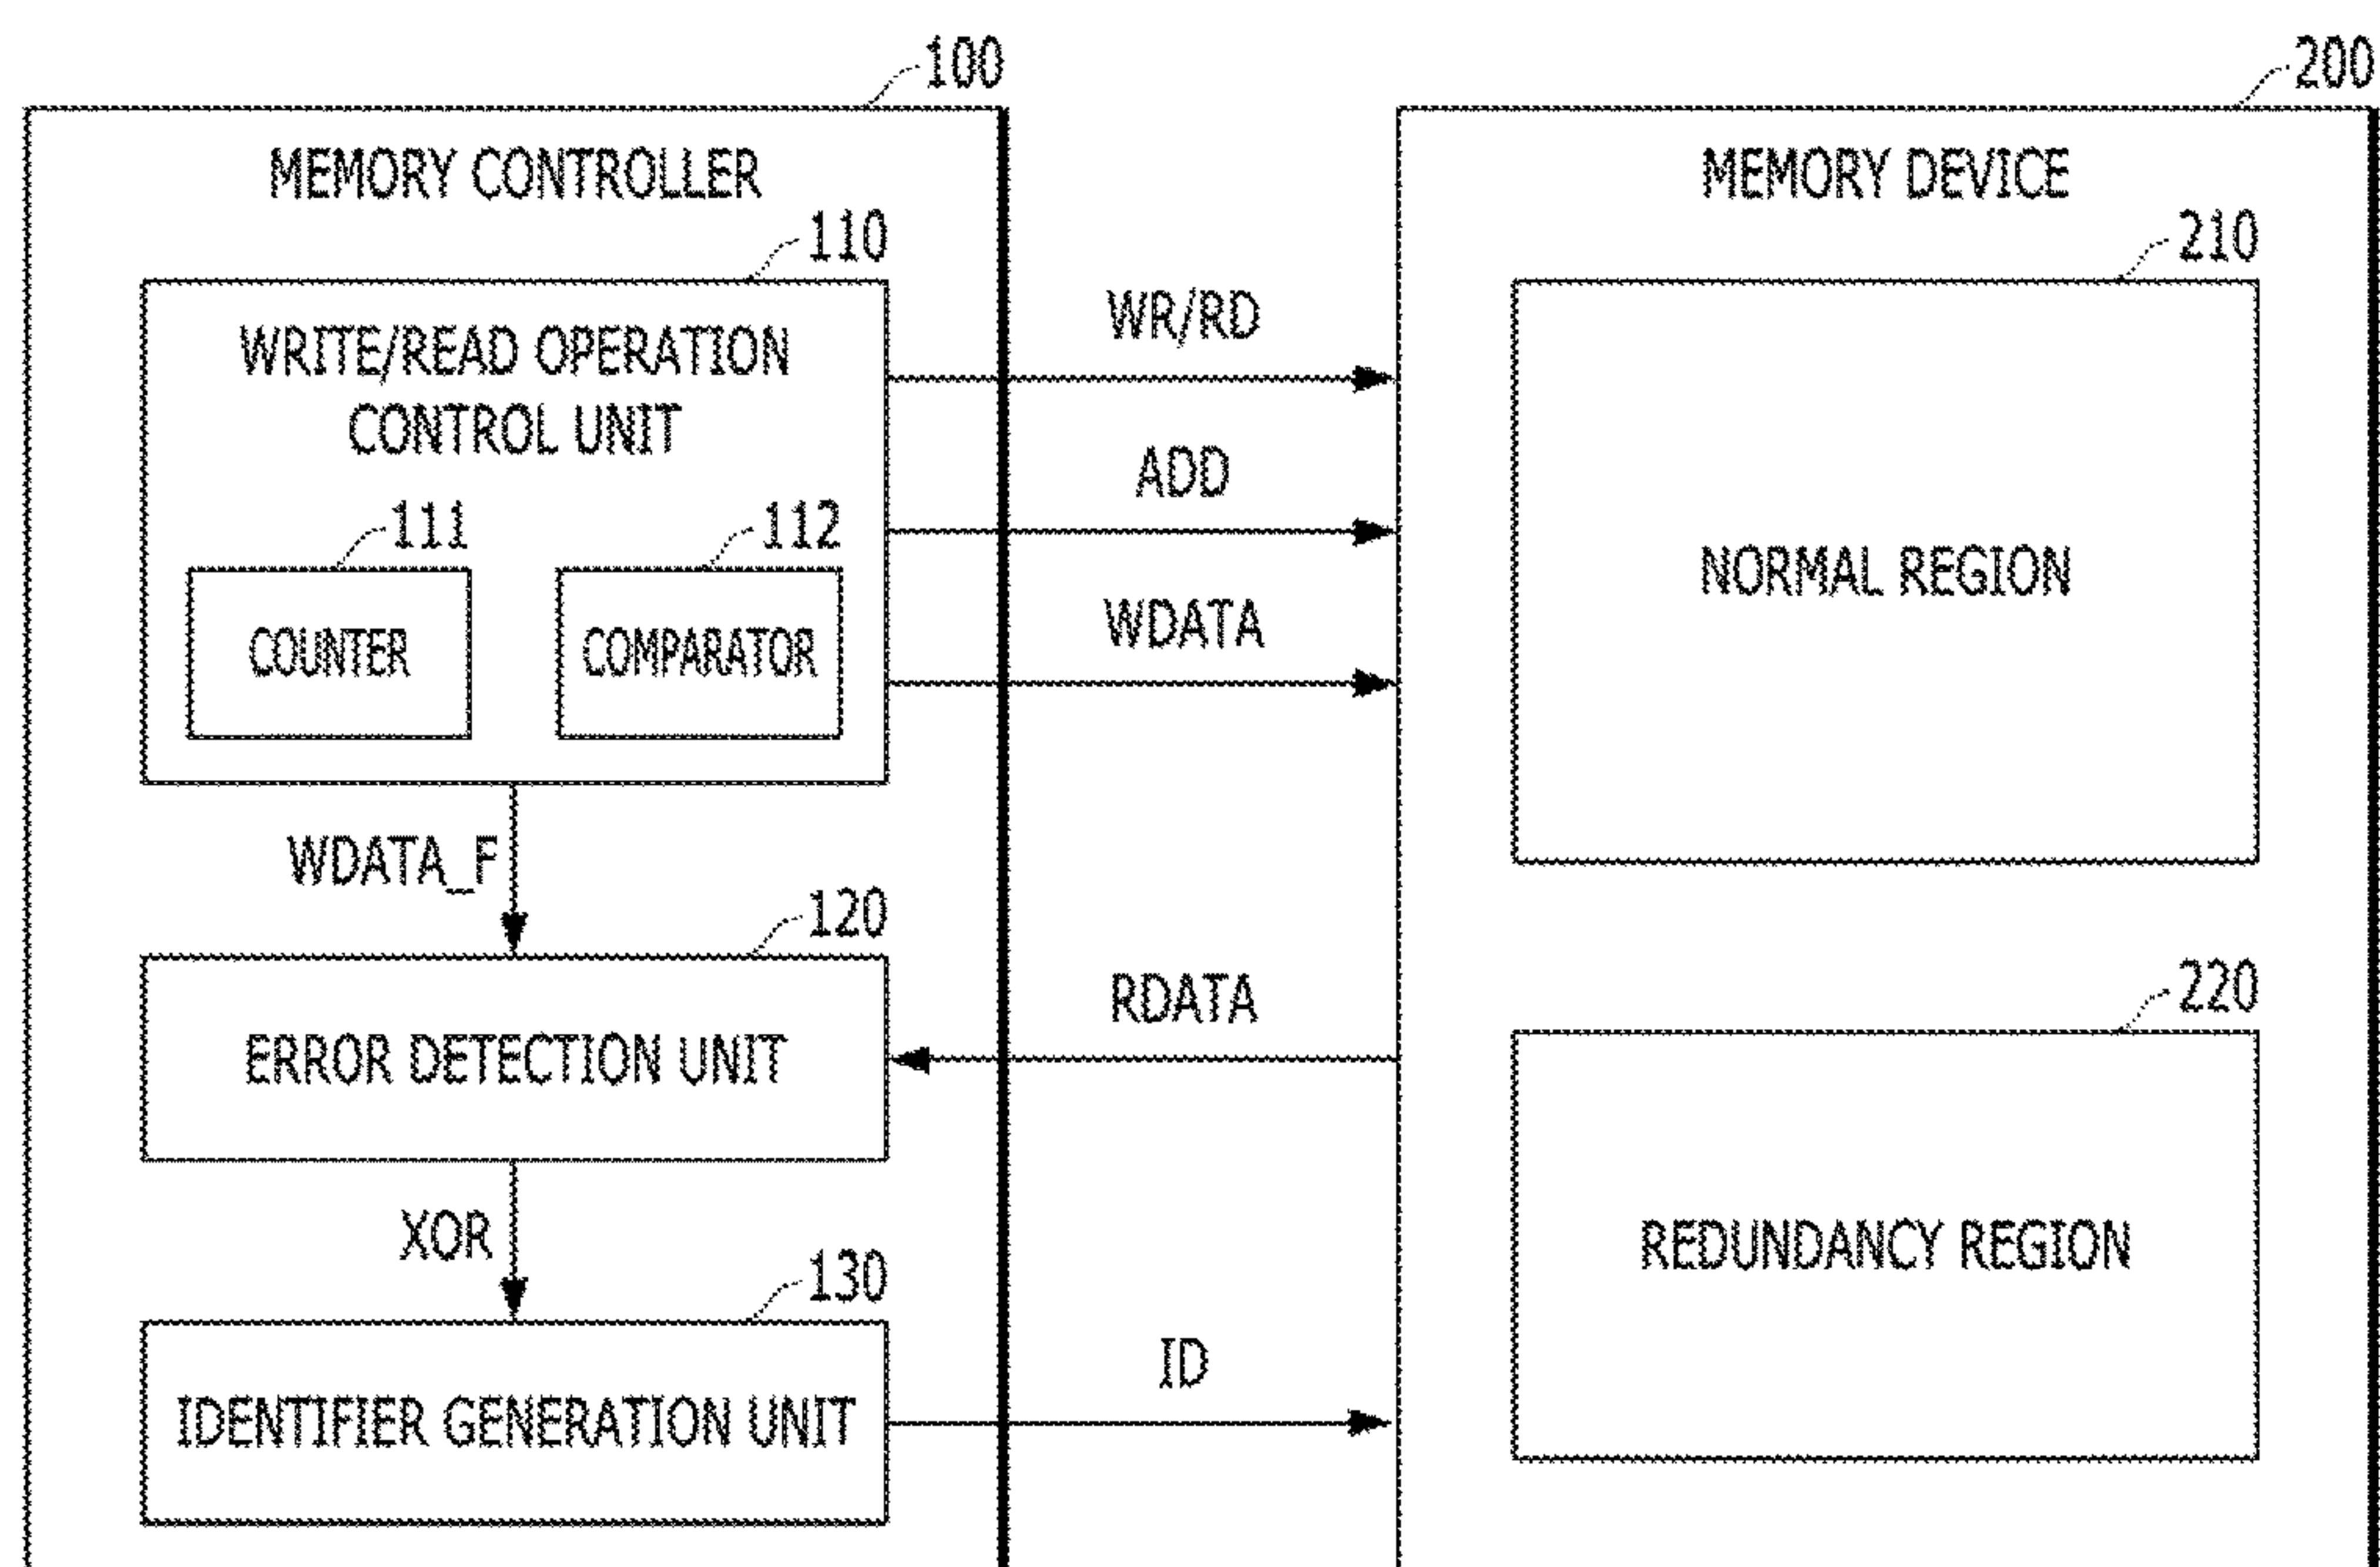 100
200
MEMORY CONTROLLER
MEMORY DEVICE
110
210
WRITE/READ OPERATION
CONTROL UNIT
WR/RD
ADD
111
112
NORMAL REGION
COUNTER
COMPARATOR
WDATA
WDATA_F
120
RDATA
220
ERROR DETECTION UNIT
XOR
130
REDUNDANCY REGION
ID
IDENTIFIER GENERATION UNIT